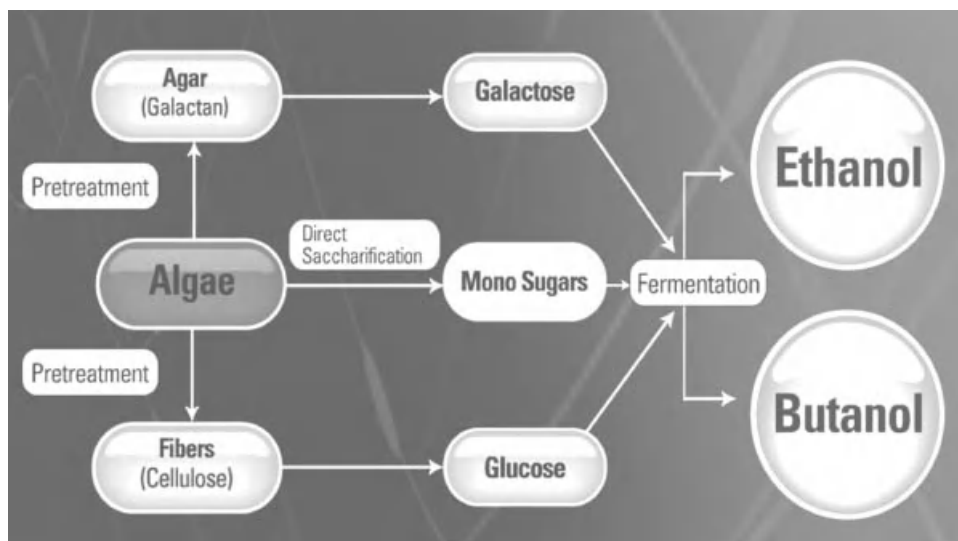 Agar
(Galactan)
Galactose
Ethanol
Pretreatment
Direct
Saccharification
Algae
Mono Sugars
Fermentation
Pretreatment
Butanol
Fibers
(Cellulose)
Glucose